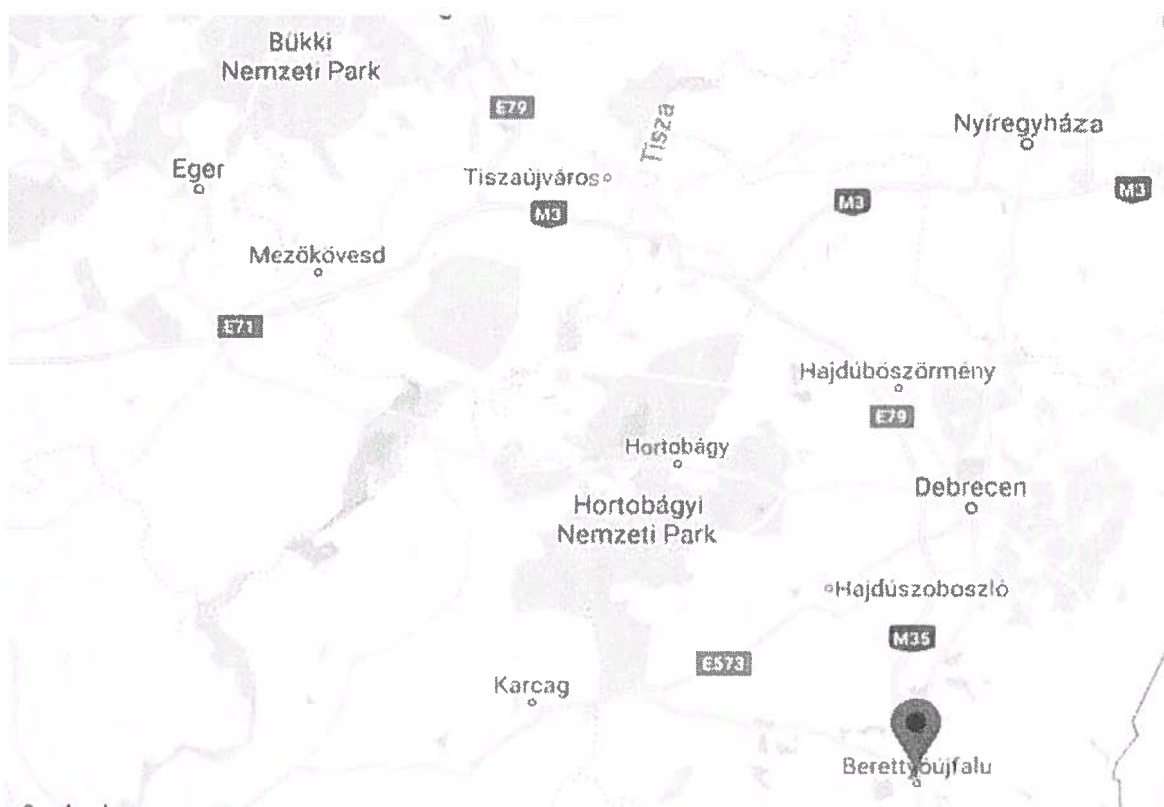 Bükki
Nemzeti Park
E79
Tisza
Nyíregyháza
Eger
Tiszaújváros
M3
M3
M3
Mezőkövesd
E71
Hajdúböszörmény
E79
Hortobágy
Debrecen
Hortobágyi
Nemzeti Park
Hajdúszoboszló
M35
E573
Karcag
Berettyóújfalu